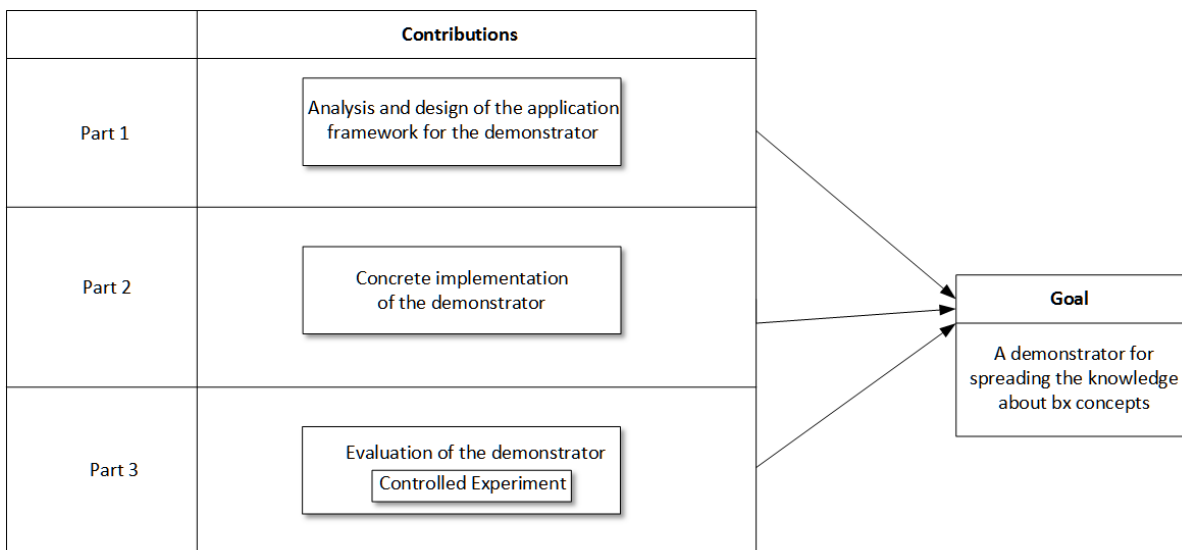 Contributions
Part 1
Analysis and design of the application
framework for the demonstrator
Part 2
Concrete implementation
of the demonstrator
Part 3
Evaluation of the demonstrator
Controlled Experiment
Goal
A demonstrator for
spreading the knowledge
about bx concepts